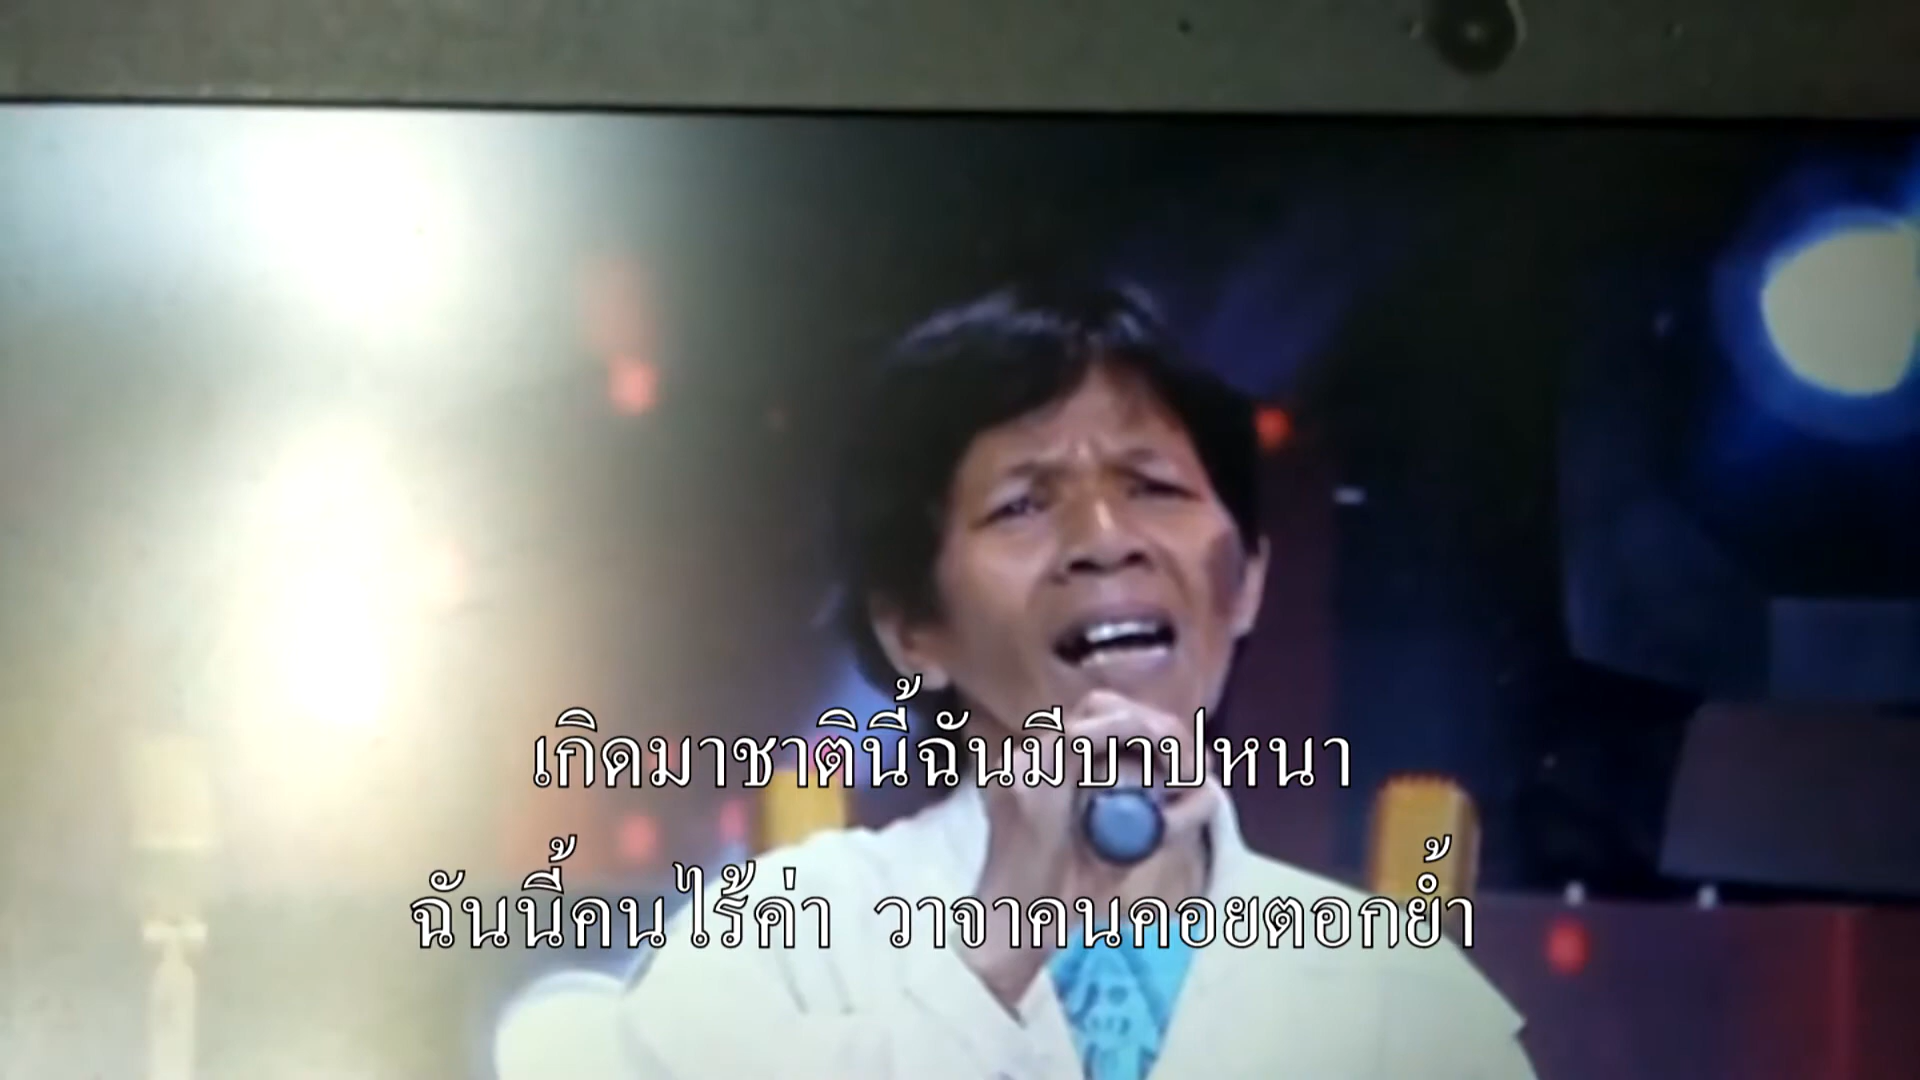 เกิดมาชาตินี้ฉันมีบาปหนา
ฉันนี้คนไร้ค่า วาจาคนคอยตอกย้ำ